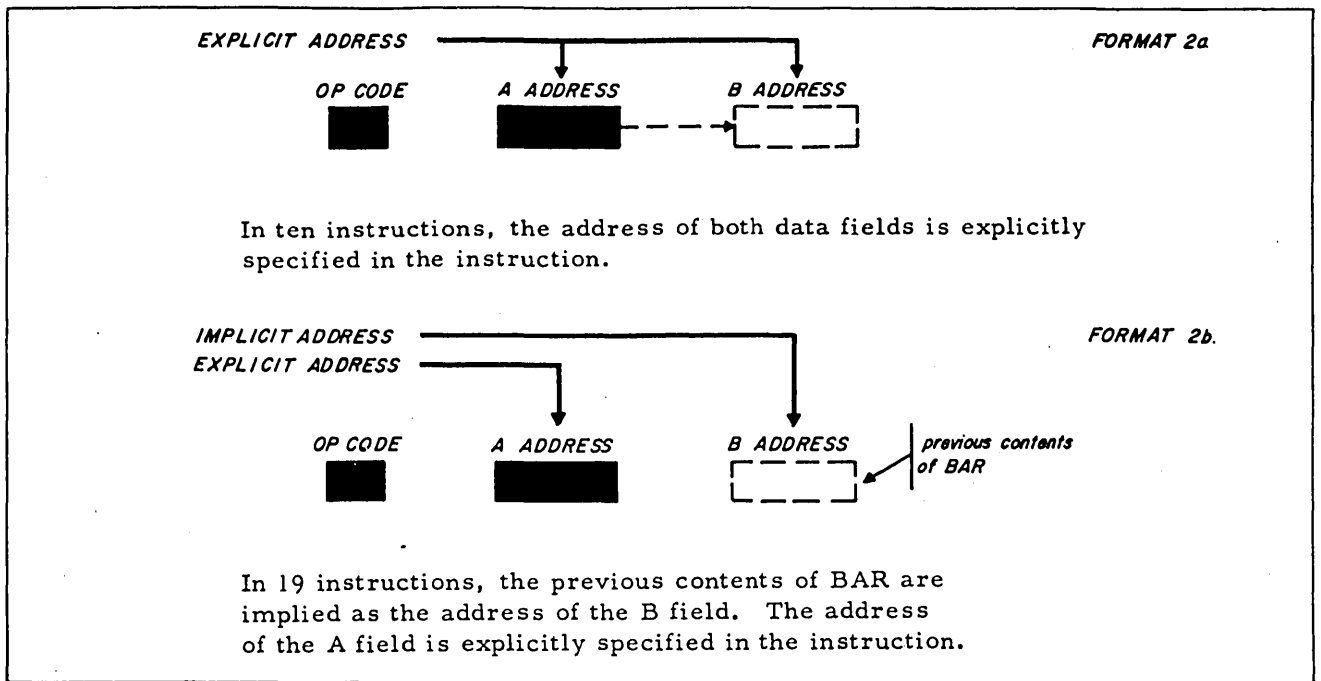 EXPLICIT ADDRESS FORMAT 2a
OP CODE A ADDRESS B ADDRESS
In ten instructions, the address of both data fields is explicitly
specified in the instruction.
IMPLICIT ADDRESS FORMAT 2b.
EXPLICIT ADDRESS
OP CODE A ADDRESS B ADDRESS previous contents
of BAR
In 19 instructions, the previous contents of BAR are
implied as the address of the B field. The address
of the A field is explicitly specified in the instruction.